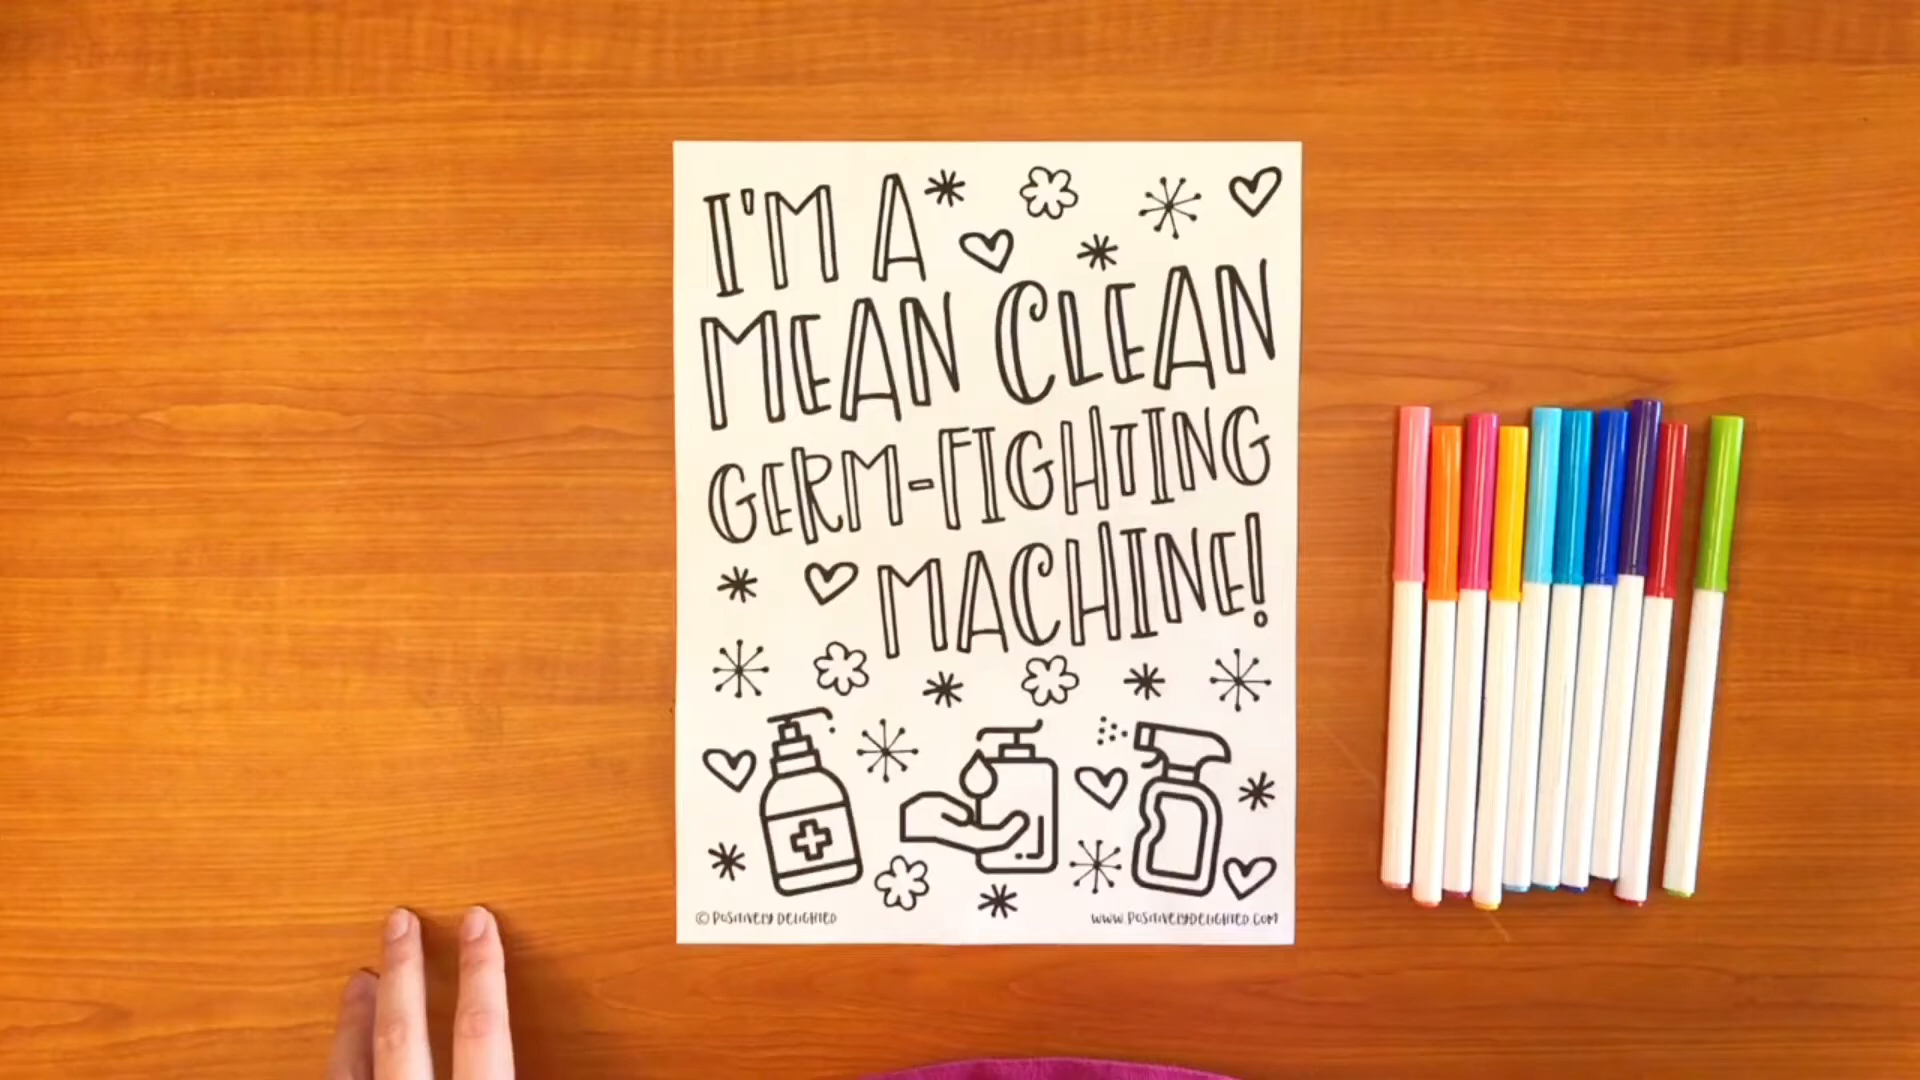 I'M A
MEAN CLEAN
GERM-FIGHTING
MACHINE!
© POSITIVELY DELIGHTED
WWW.POSITIVELYDELIGHTED.COM